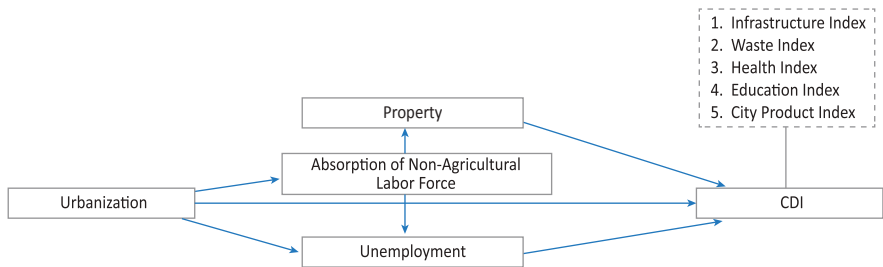 1. Infrastructure Index
2. Waste Index
3. Health Index
4. Education Index
5. City Product Index
Property
Absorption of Non-Agricultural
Labor Force
Urbanization
CDI
Unemployment